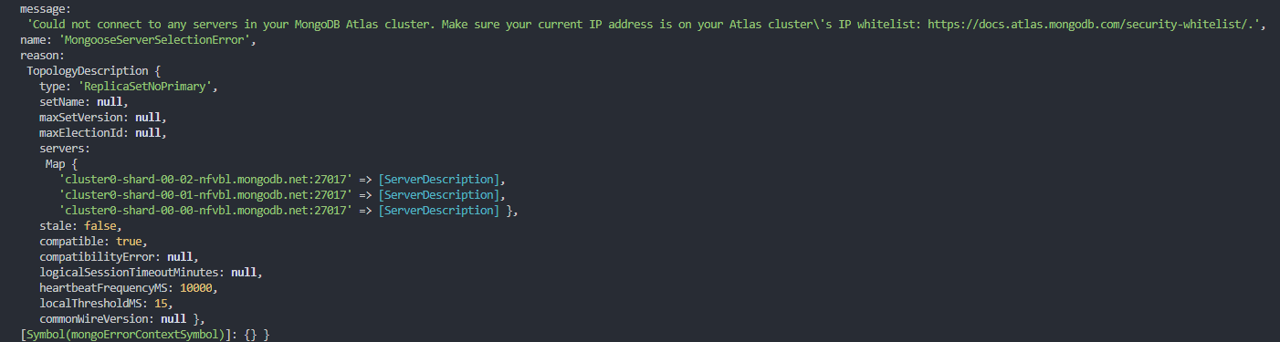 message:
'Could not connect to any servers in your MongoDB Atlas cluster. Make sure your current IP address is on your Atlas cluster\'s IP whitelist: https://docs.atlas.mongodb.com/security-whitelist/.',
name: 'MongooseServerSelectionError',
reason:
TopologyDescription {
type: 'ReplicaSetNoPrimary',
setName: null,
maxSetVersion: null,
maxElectionId: null,
servers:
Map {
'cluster0-shard-00-02-nfvbl.mongodb.net:27017' => [ServerDescription],
'cluster0-shard-00-01-nfvbl.mongodb.net:27017' => [ServerDescription],
'cluster0-shard-00-00-nfvbl.mongodb.net:27017' => [ServerDescription] },
stale: false,
compatible: true,
compatibilityError: null,
logicalSessionTimeoutMinutes: null,
heartbeatFrequencyMS: 10000,
localThresholdMS: 15,
commonWireVersion: null },
[Symbol(mongoErrorContextSymbol)]: {} }